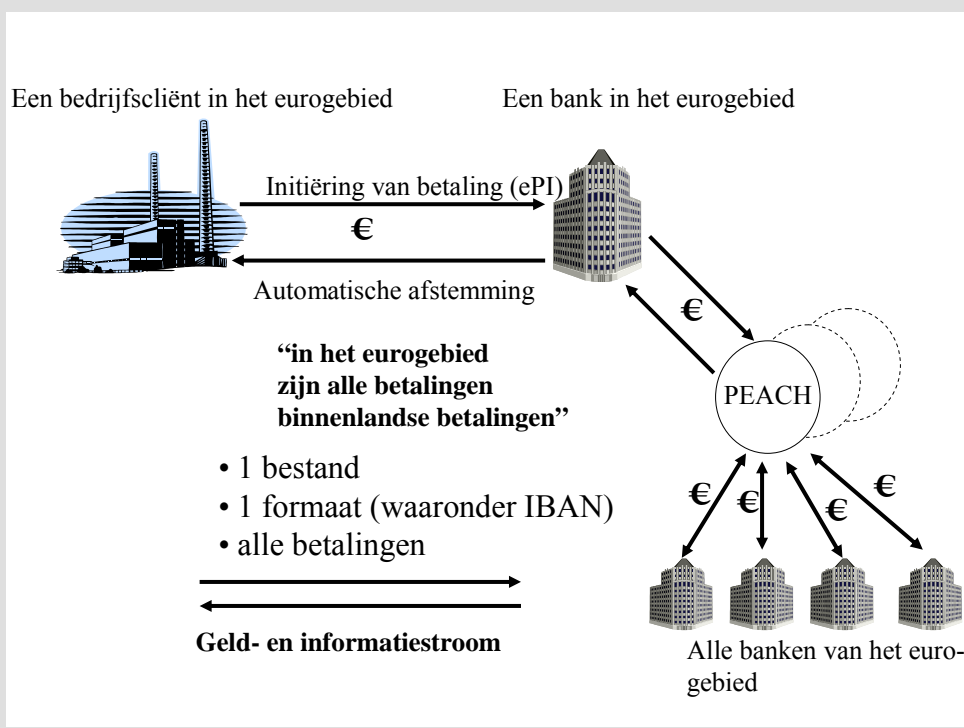 Een bedrijfscliënt in het eurogebied
Een bank in het eurogebied
Initiëring van betaling (ePI)
€
Automatische afstemming
€
“in het eurogebied
zijn alle betalingen
binnenlandse betalingen”
PEACH
• 1 bestand
• 1 formaat (waaronder IBAN)
• alle betalingen
€
€
€
€
Geld- en informatiestroom
Alle banken van het euro-
gebied